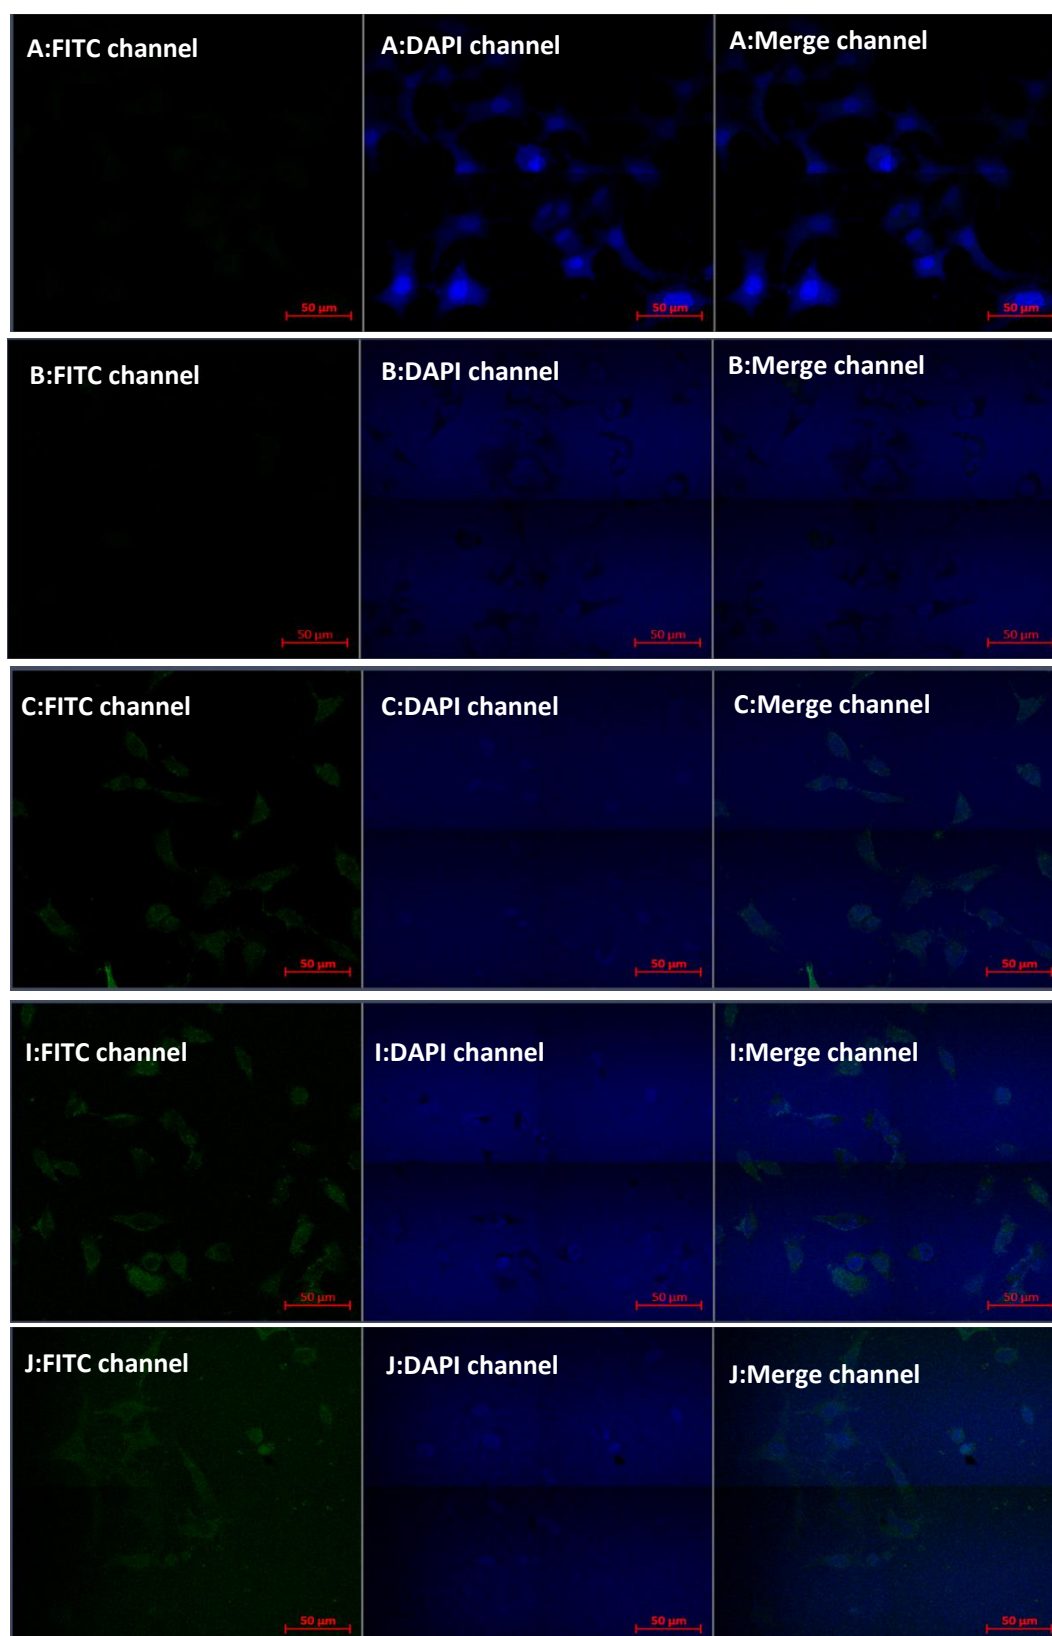 A:FITC channel
A:DAPI channel
A:Merge channel
50 µm
50 µm
50 µm
B:FITC channel
B:DAPI channel
B:Merge channel
50 µm
50 µm
50 µm
C:FITC channel
C:DAPI channel
C:Merge channel
50 µm
50 µm
50 µm
I:FITC channel
I:DAPI channel
I:Merge channel
50 µm
50 µm
50 µm
J:FITC channel
J:DAPI channel
J:Merge channel
50 µm
50 µm
50 µm